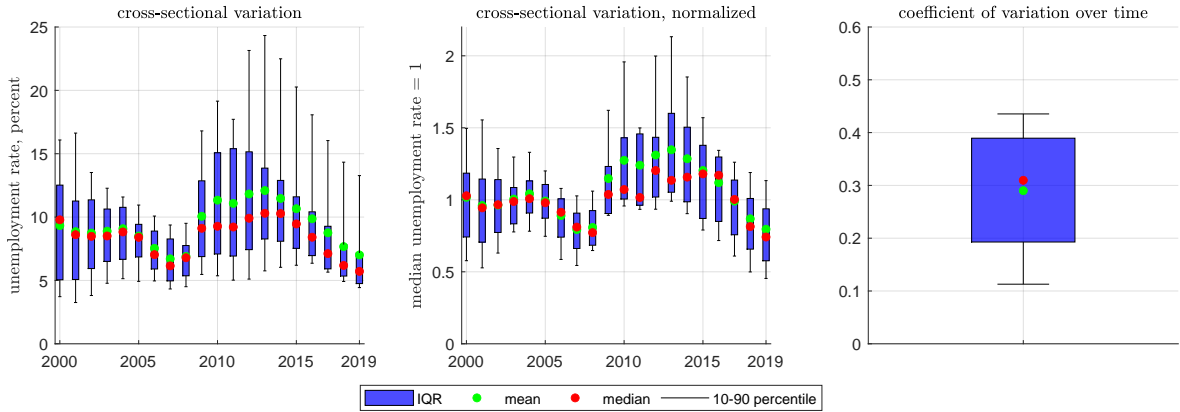 cross-sectional variation
unemployment rate, percent
25
20
15
10
5
0
2000 2005 2010 2015 2019
cross-sectional variation, normalized
median unemployment rate = 1
2
1.5
1
0.5
0
2000 2005 2010 2015 2019
coefficient of variation over time
0.6
0.5
0.4
0.3
0.2
0.1
0
IQR mean median 10-90 percentile